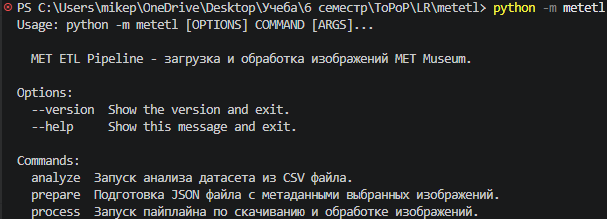 PS C:\Users\mikep\OneDrive\Desktop\Учеба\6 семестр\ToPoP\LR\metetl> python -m metetl
Usage: python -m metetl [OPTIONS] COMMAND [ARGS]...
MET ETL Pipeline - загрузка и обработка изображений MET Museum.
Options:
--version  Show the version and exit.
--help     Show this message and exit.
Commands:
analyze  Запуск анализа датасета из CSV файла.
prepare  Подготовка JSON файла с метаданными выбранных изображений.
process  Запуск пайплайна по скачиванию и обработке изображений.